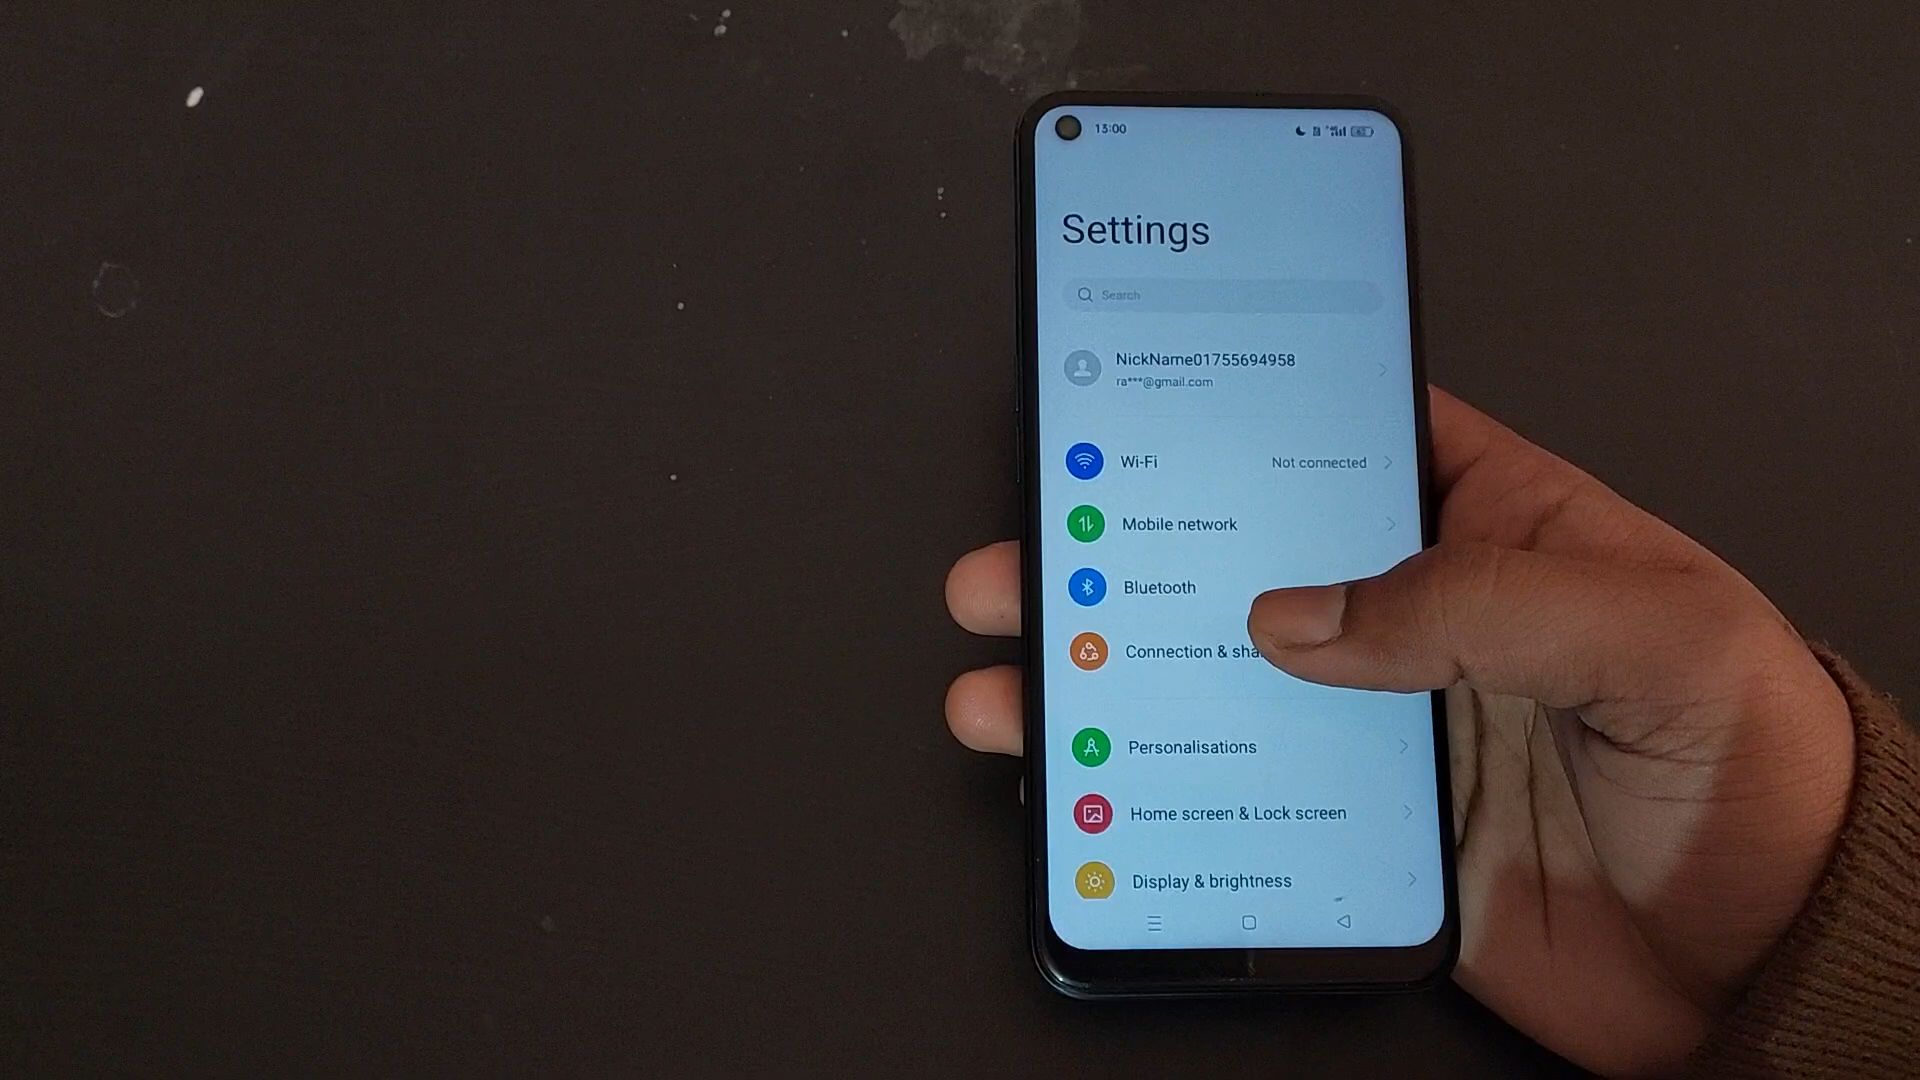 13:00
Settings
Search
NickName01755694958
ra***@gmail.com
Wi-Fi Not connected
Mobile network
Bluetooth
Connection & sha
Personalisations
Home screen & Lock screen
Display & brightness